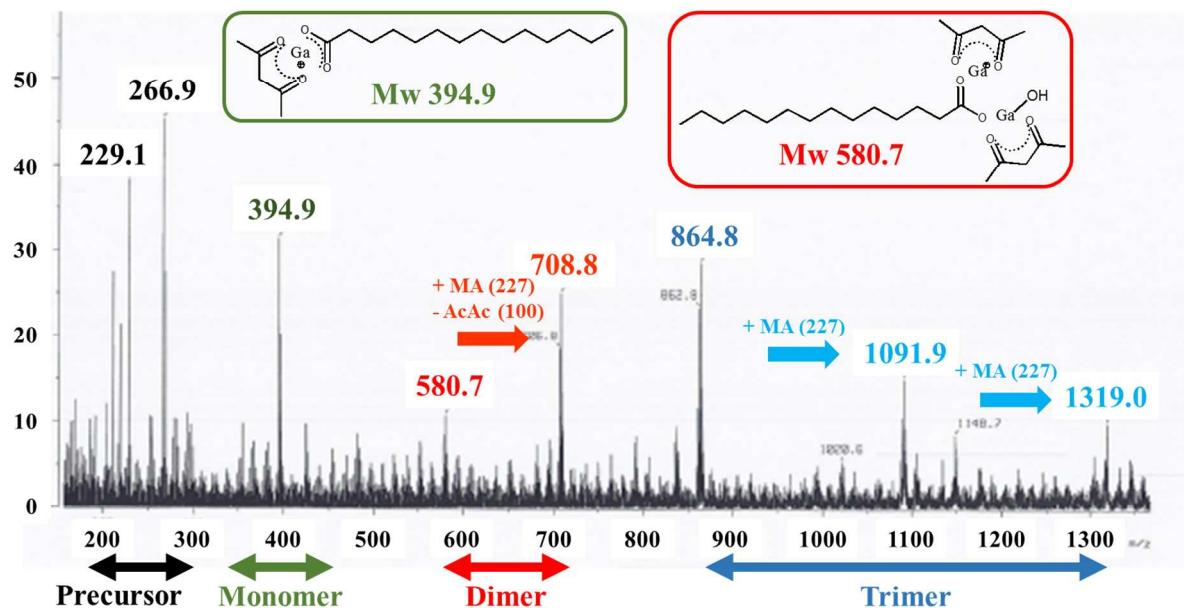 50
40
30
20
10
0
266.9
229.1
394.9
O
O
Ga
⊕
O
O
Mw 394.9
O
O
Ga
⊕
O
O
Ga
OH
O
O
Mw 580.7
+ MA (227)
- AcAc (100)
708.8
580.7
864.8
862.8
+ MA (227)
1091.9
+ MA (227)
1319.0
1020.6
1148.7
200 300 400 500 600 700 800 900 1000 1100 1200 1300 m/z
Precursor Monomer Dimer Trimer